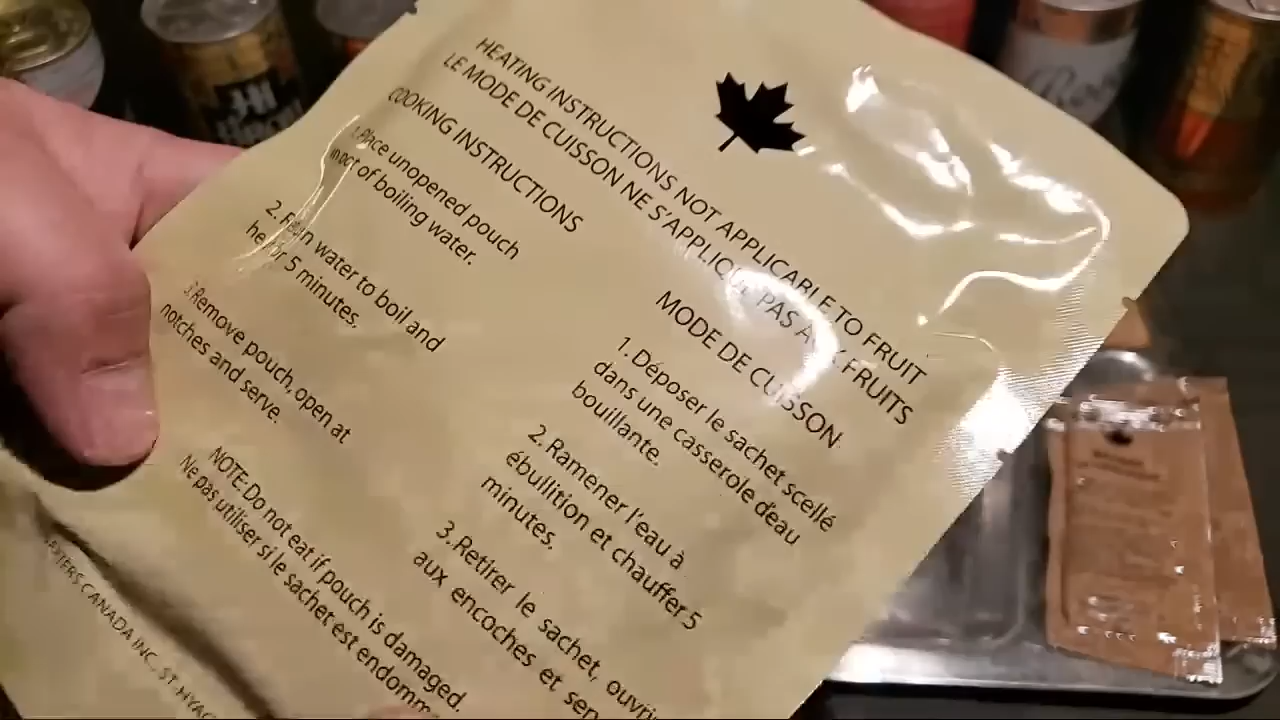 HEATING INSTRUCTIONS NOT APPLICABLE TO FRUIT
LE MODE DE CUISSON NE S'APPLIQUE PAS AUX FRUITS
COOKING INSTRUCTIONS
1. Place unopened pouch
of boiling water.
2. water to boil and
5 minutes.
3. Remove pouch, open at
notches and serve.
NOTE: Do not eat if pouch is damaged.
Ne pas utiliser si le sachet est endomm
MODE DE CUISSON
1. Déposer le sachet scellé
dans une casserole d'eau
bouillante.
2. Ramener l'eau à
ébullition et chauffer 5
minutes.
3. Retirer le sachet, ouvri
aux encoches et ser
CANADA INC., ST-HYAC